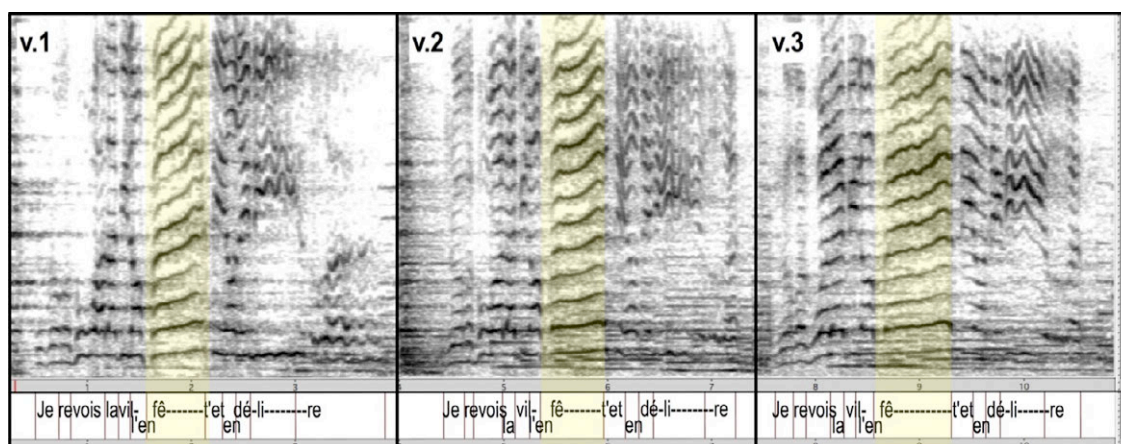 v.1
v.2
v.3
1 2 3
4 5 6 7
8 9 10
Je revois lavil- fê-------t'et dé-li-------re
l'en en
Je revois vil- fê-------t'et dé-li------re
la l'en en
Je revois vil- fê----------t'et dé-li------re
la l'en en